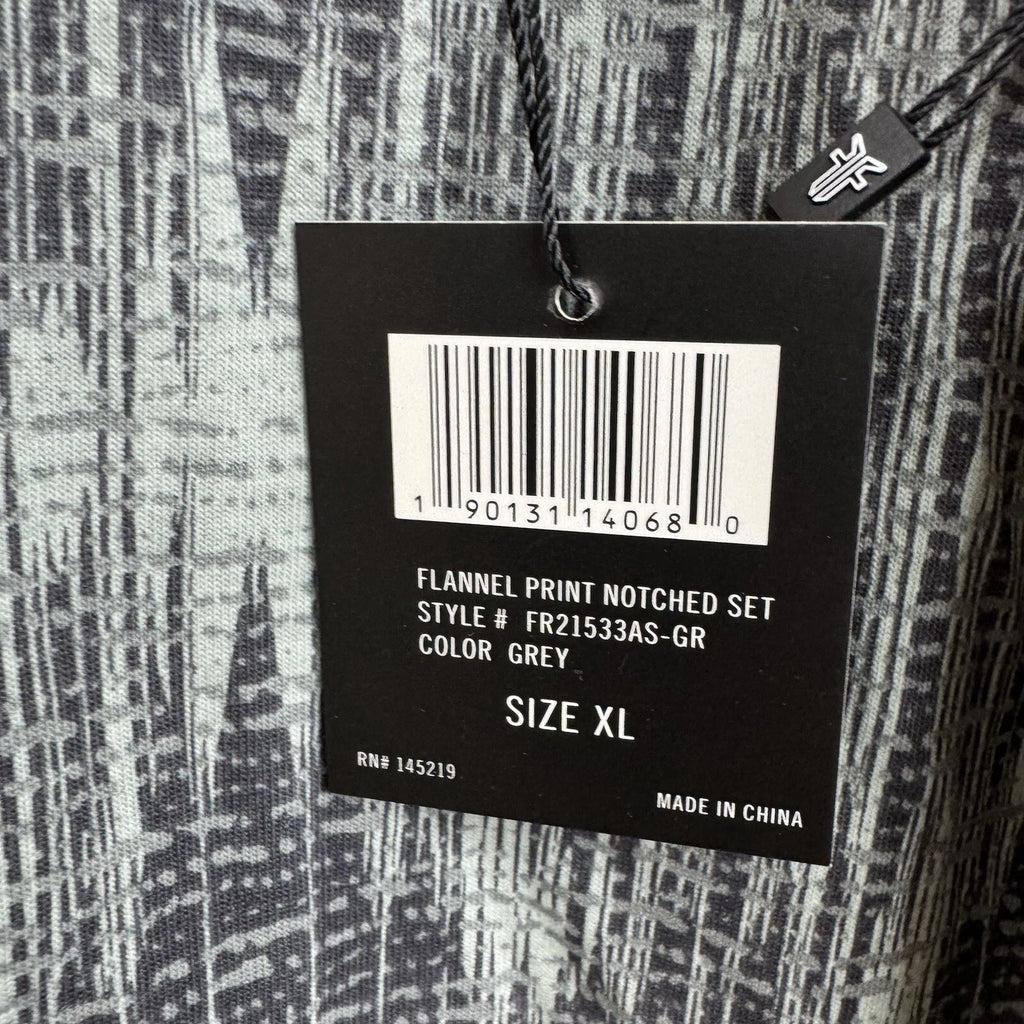 1 90131 14068 0
FLANNEL PRINT NOTCHED SET
STYLE # FR21533AS-GR
COLOR GREY
SIZE XL
RN# 145219
MADE IN CHINA